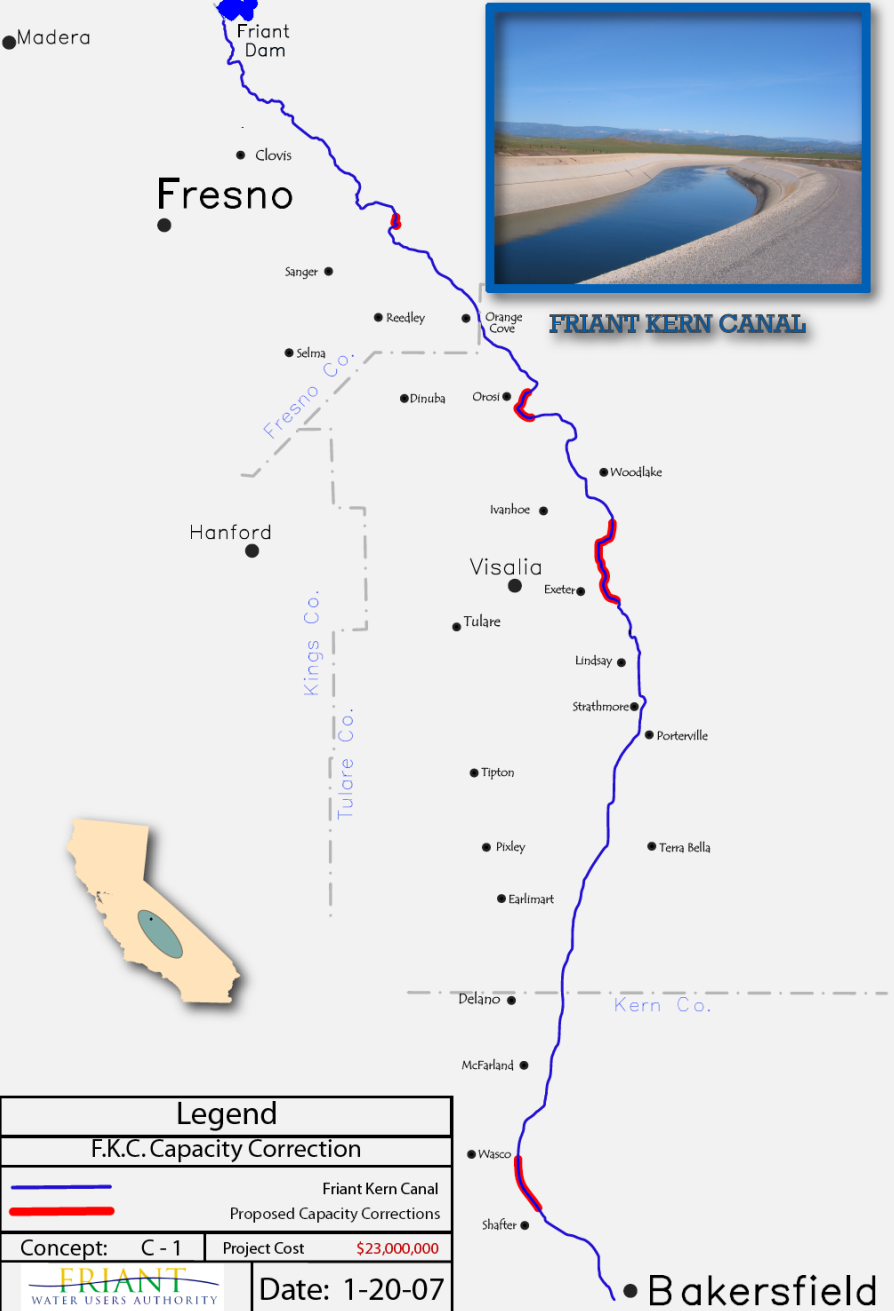 Friant
Dam
Madera
Clovis
Fresno
Sanger
Reedley
Orange
Cove
FRIANT KERN CANAL
Selma
Fresno Co.
Dinuba
Orosi
Woodlake
Ivanhoe
Hanford
Visalia
Exeter
Tulare
Kings Co.
Lindsay
Strathmore
Porterville
Tulare Co.
Tipton
Pixley
Terra Bella
Earlimart
Delano
Kern Co.
McFarland
Wasco
Shafter
Bakersfield
Legend
F.K.C. Capacity Correction
Friant Kern Canal
Proposed Capacity Corrections
Concept: C - 1 Project Cost $23,000,000
FRIANT
WATER USERS AUTHORITY
Date: 1-20-07